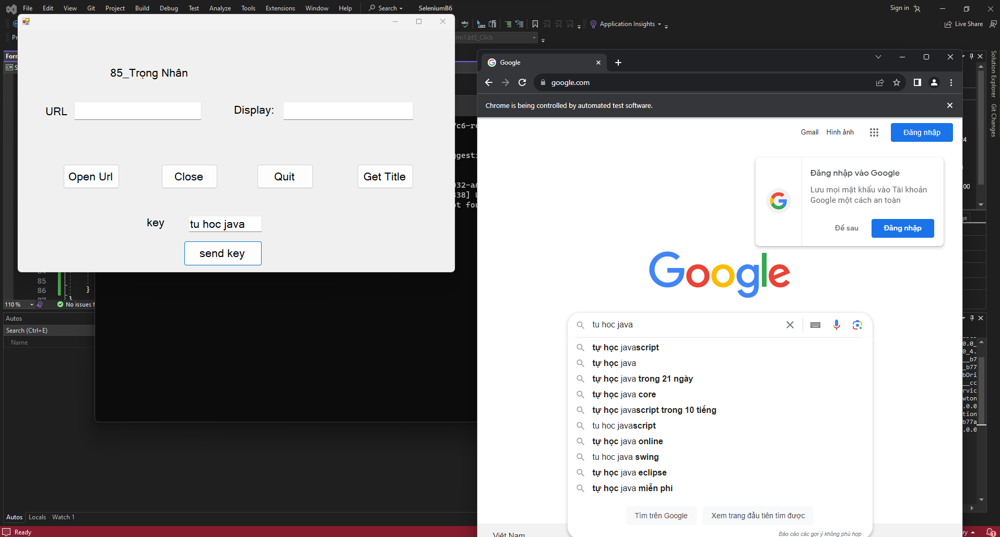 File Edit View Git Project Build Debug Test Analyze Tools Extensions Window Help Search SeleniumB6 Sign in
Application Insights Live Share
rm1.bt5_Click
Form
85_Trọng Nhân
URL Display:
Open Url Close Quit Get Title
key tu hoc java
send key
85
86 }
110 % No issues f
Autos
Search (Ctrl+E)
Name
Autos Locals Watch 1
Ready
Google
google.com
Chrome is being controlled by automated test software.
Gmail Hình ảnh Đăng nhập
Đăng nhập vào Google
Lưu mọi mật khẩu vào Tài khoản
Google một cách an toàn
Để sau Đăng nhập
Google
tu hoc java
tự học javascript
tự học java
tự học java trong 21 ngày
tự học java core
tự học javascript trong 10 tiếng
tu hoc javascript
tự học java online
tu hoc java swing
tự học java eclipse
tự học java miễn phí
Tìm trên Google Xem trang đầu tiên tìm được
Báo cáo các gợi ý không phù hợp
Việt Nam
Solution Explorer
Git Changes